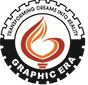 TRANSFORMING DREAMS INTO REALITY
GRAPHIC ERA